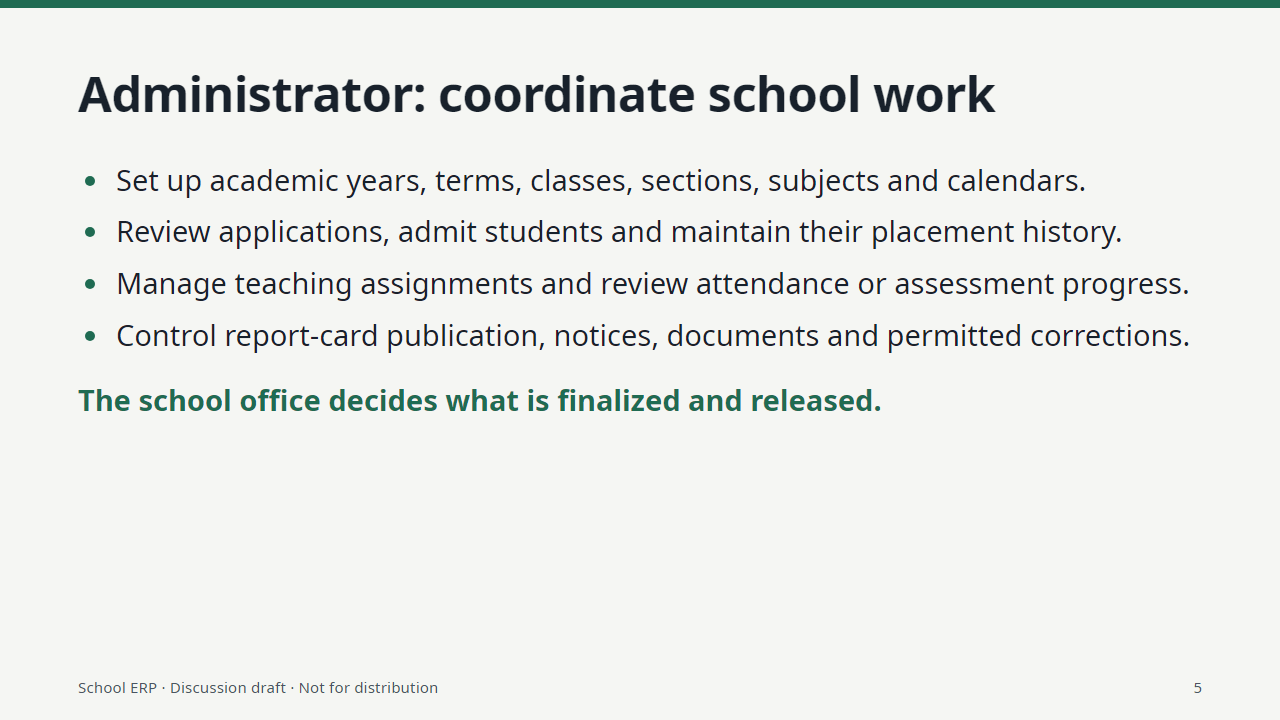 Administrator: coordinate school work
• Set up academic years, terms, classes, sections, subjects and calendars.
• Review applications, admit students and maintain their placement history.
• Manage teaching assignments and review attendance or assessment progress.
• Control report-card publication, notices, documents and permitted corrections.
The school office decides what is finalized and released.
School ERP · Discussion draft · Not for distribution
5